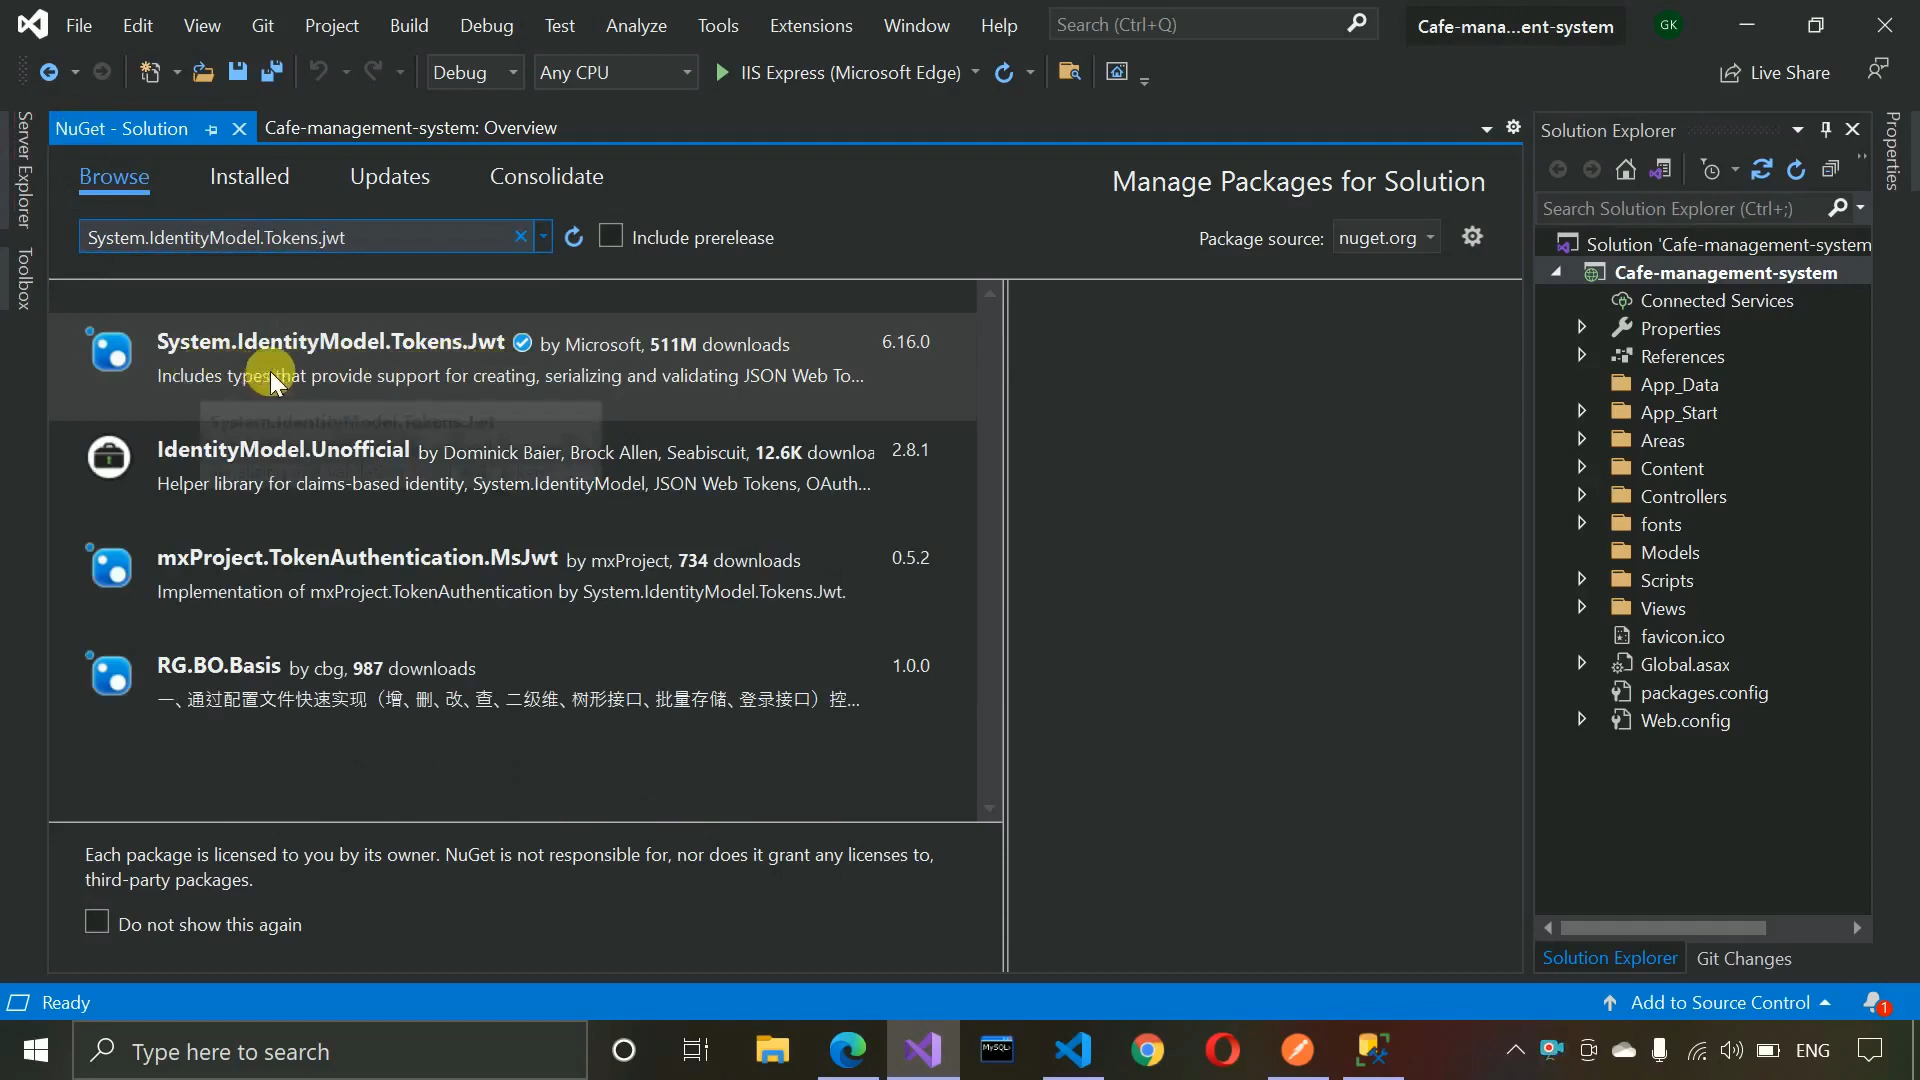 File Edit View Git Project Build Debug Test Analyze Tools Extensions Window Help Search (Ctrl+Q) Cafe-mana...ent-system GK
Debug Any CPU IIS Express (Microsoft Edge) Live Share
Server Explorer
Toolbox
NuGet - Solution Cafe-management-system: Overview
Browse Installed Updates Consolidate Manage Packages for Solution
System.IdentityModel.Tokens.jwt Include prerelease Package source: nuget.org
System.IdentityModel.Tokens.Jwt by Microsoft, 511M downloads 6.16.0
Includes types that provide support for creating, serializing and validating JSON Web To...
System.IdentityModel.Tokens.Jwt
IdentityModel.Unofficial by Dominick Baier, Brock Allen, Seabiscuit, 12.6K downloa 2.8.1
Helper library for claims-based identity, System.IdentityModel, JSON Web Tokens, OAuth...
mxProject.TokenAuthentication.MsJwt by mxProject, 734 downloads 0.5.2
Implementation of mxProject.TokenAuthentication by System.IdentityModel.Tokens.Jwt.
RG.BO.Basis by cbg, 987 downloads 1.0.0
一、通过配置文件快速实现（增、删、改、查、二级维、树形接口、批量存储、登录接口）控...
Each package is licensed to you by its owner. NuGet is not responsible for, nor does it grant any licenses to,
third-party packages.
Do not show this again
Solution Explorer
Search Solution Explorer (Ctrl+;)
Solution 'Cafe-management-system
Cafe-management-system
Connected Services
Properties
References
App_Data
App_Start
Areas
Content
Controllers
fonts
Models
Scripts
Views
favicon.ico
Global.asax
packages.config
Web.config
Solution Explorer Git Changes
Properties
Ready Add to Source Control 1
Type here to search MySQL ENG